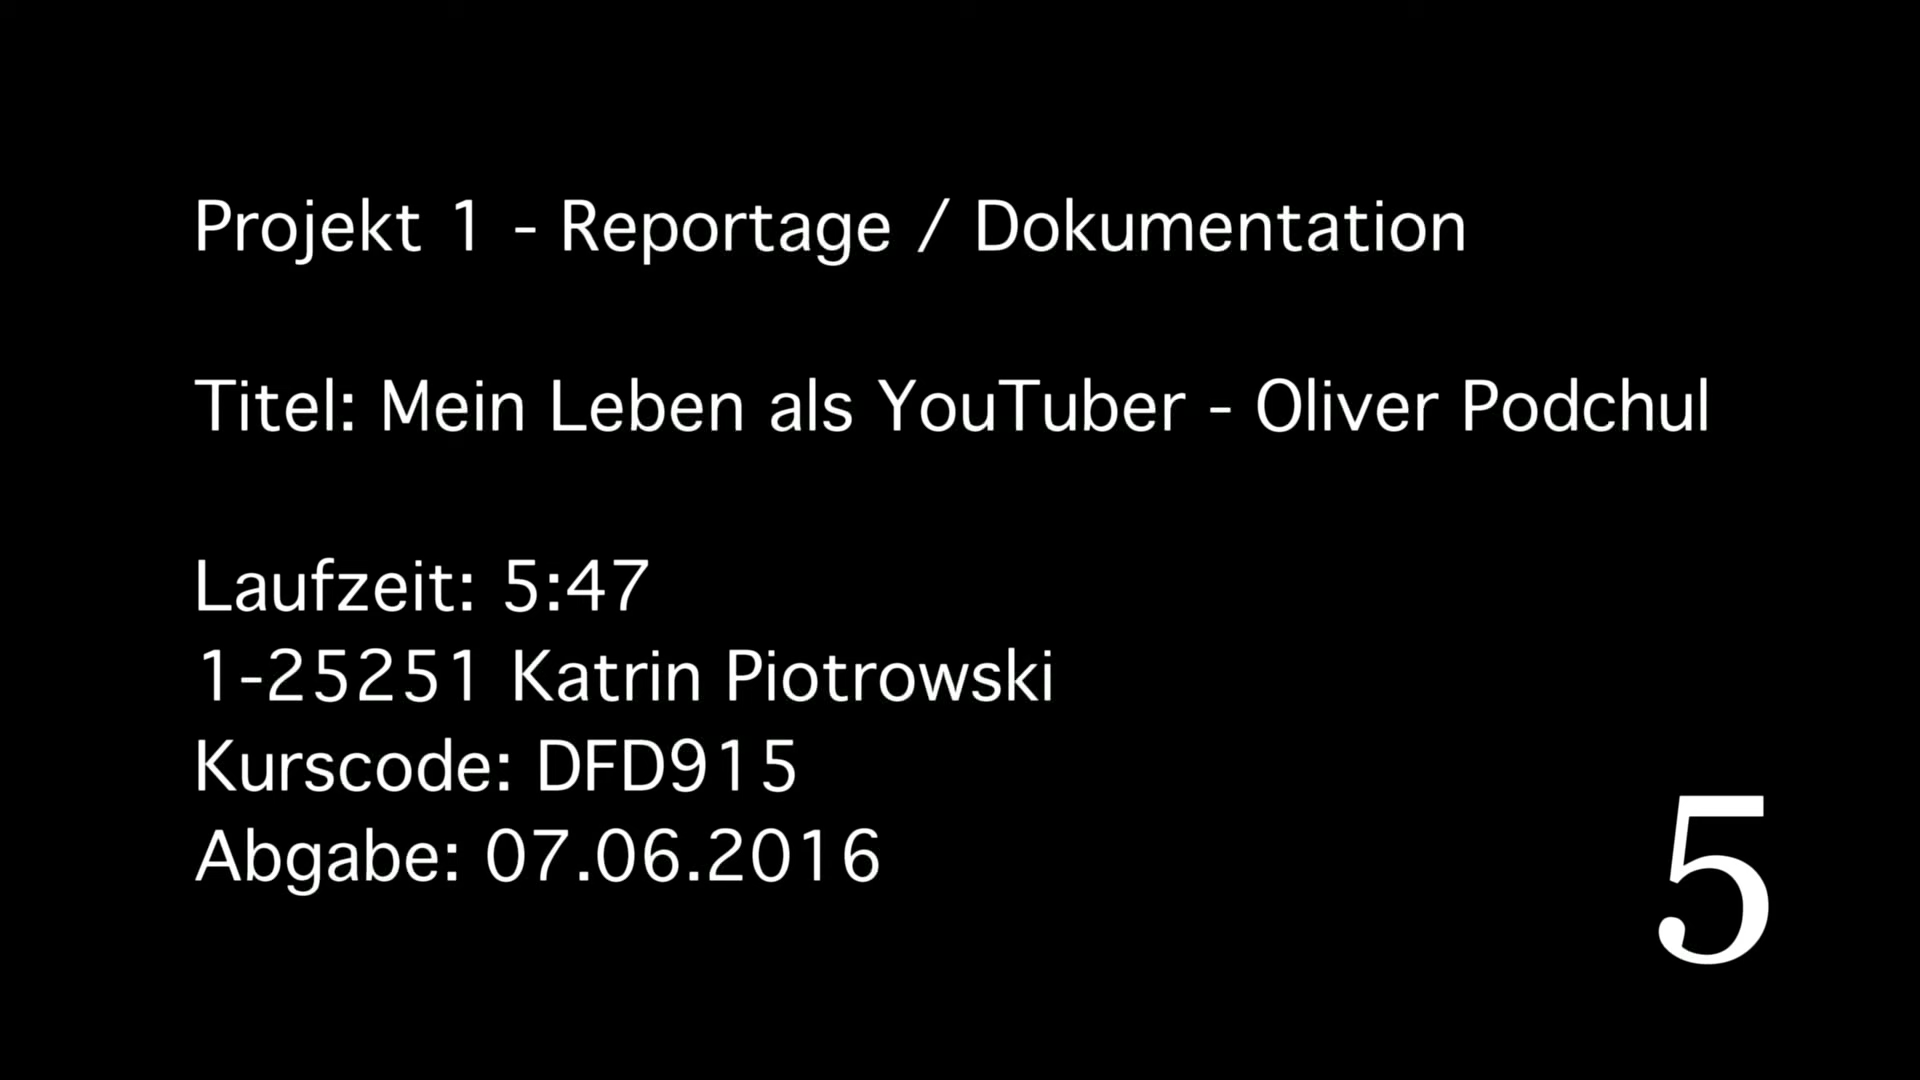 Projekt 1 - Reportage / Dokumentation
Titel: Mein Leben als YouTuber - Oliver Podchul
Laufzeit: 5:47
1-25251 Katrin Piotrowski
Kurscode: DFD915
Abgabe: 07.06.2016
5